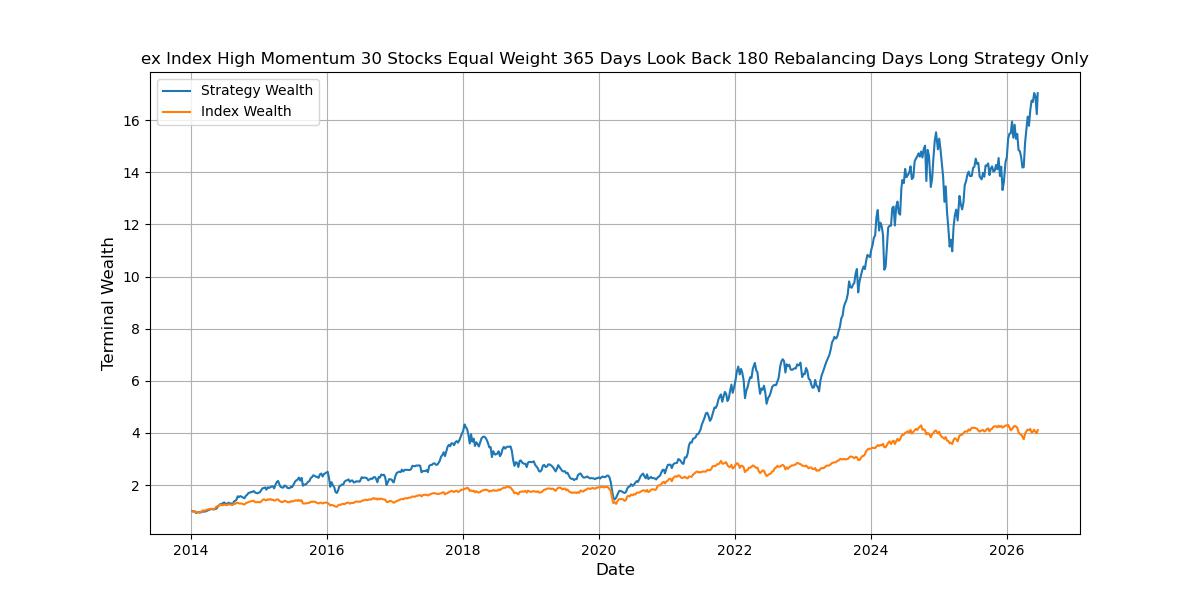 ex Index High Momentum 30 Stocks Equal Weight 365 Days Look Back 180 Rebalancing Days Long Strategy Only
Strategy Wealth
Index Wealth
Terminal Wealth
16
14
12
10
8
6
4
2
2014 2016 2018 2020 2022 2024 2026
Date